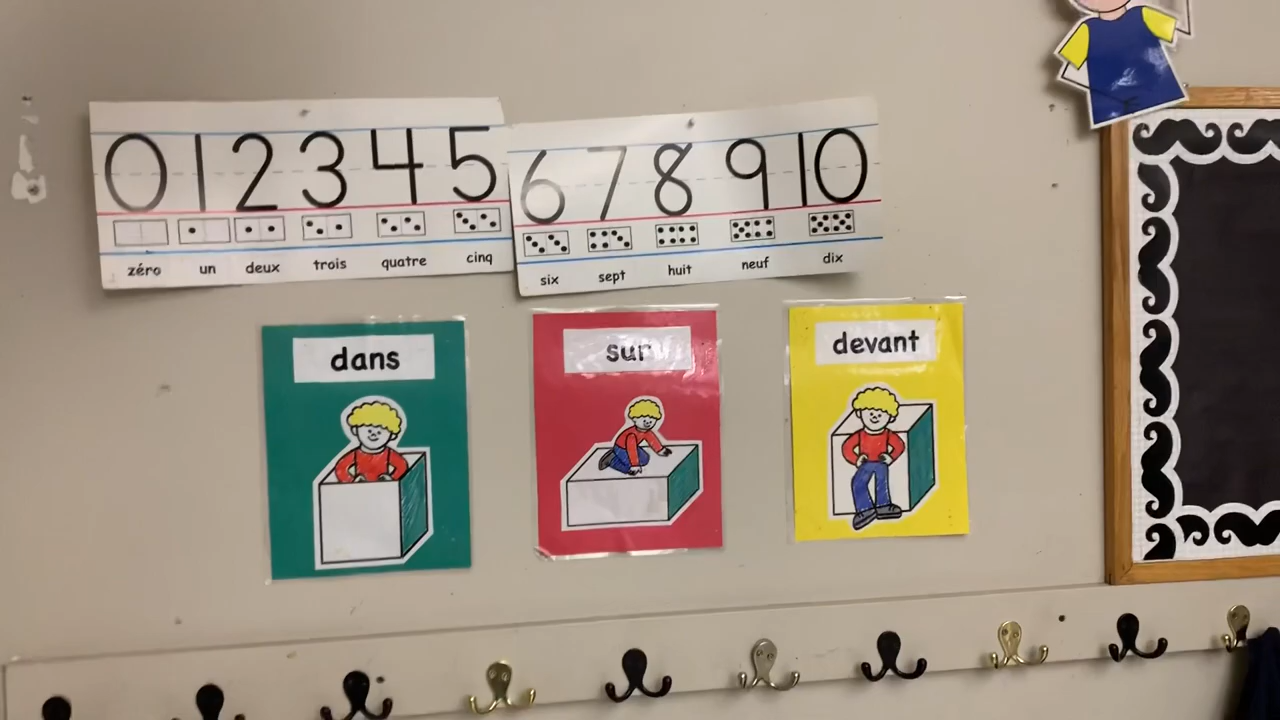 0 1 2 3 4 5
zéro un deux trois quatre cinq
6 7 8 9 10
six sept huit neuf dix
dans
sur
devant